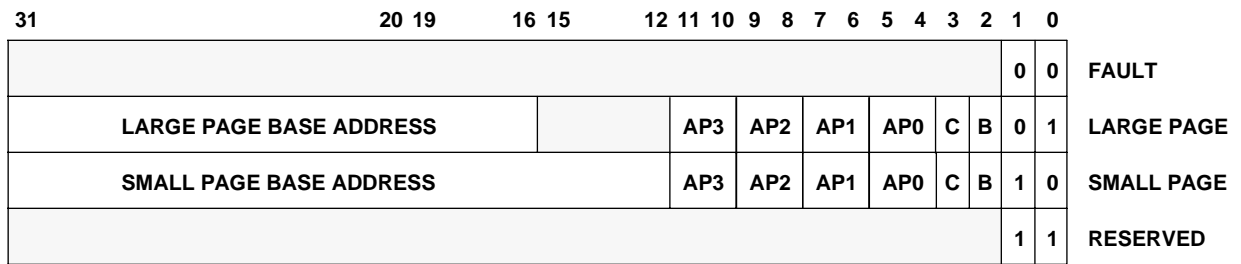 31 20 19 16 15 12 11 10 9 8 7 6 5 4 3 2 1 0
0 0 FAULT
LARGE PAGE BASE ADDRESS AP3 AP2 AP1 AP0 C B 0 1 LARGE PAGE
SMALL PAGE BASE ADDRESS AP3 AP2 AP1 AP0 C B 1 0 SMALL PAGE
1 1 RESERVED